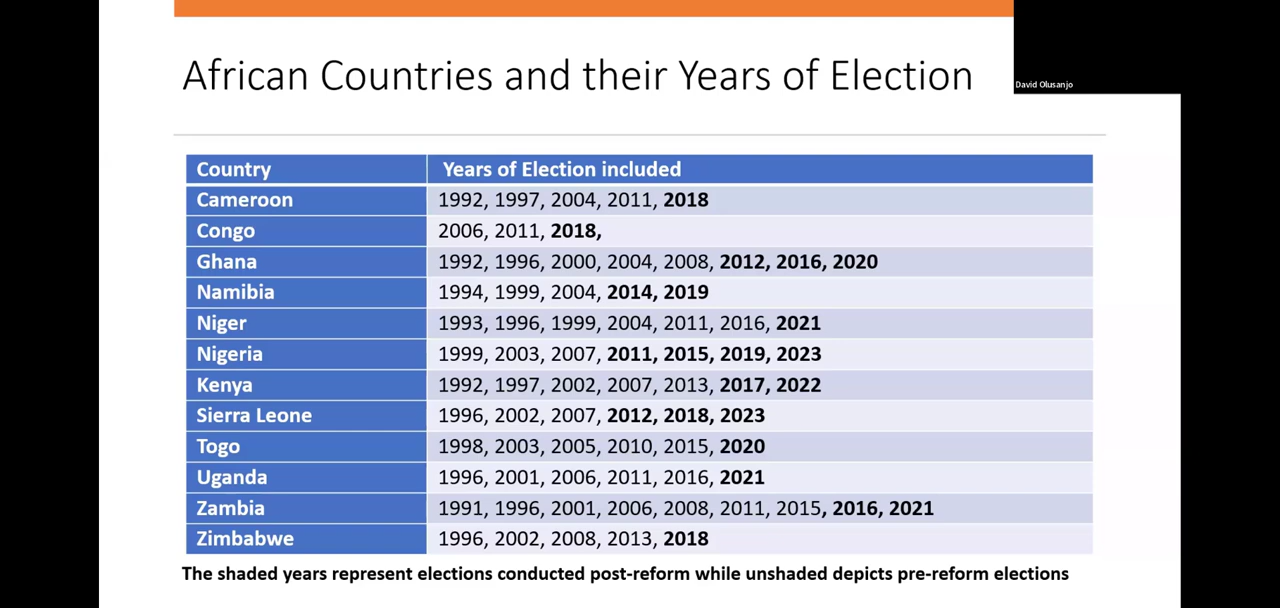 African Countries and their Years of Election
David Olusanjo
Country Years of Election included
Cameroon 1992, 1997, 2004, 2011, 2018
Congo 2006, 2011, 2018,
Ghana 1992, 1996, 2000, 2004, 2008, 2012, 2016, 2020
Namibia 1994, 1999, 2004, 2014, 2019
Niger 1993, 1996, 1999, 2004, 2011, 2016, 2021
Nigeria 1999, 2003, 2007, 2011, 2015, 2019, 2023
Kenya 1992, 1997, 2002, 2007, 2013, 2017, 2022
Sierra Leone 1996, 2002, 2007, 2012, 2018, 2023
Togo 1998, 2003, 2005, 2010, 2015, 2020
Uganda 1996, 2001, 2006, 2011, 2016, 2021
Zambia 1991, 1996, 2001, 2006, 2008, 2011, 2015, 2016, 2021
Zimbabwe 1996, 2002, 2008, 2013, 2018
The shaded years represent elections conducted post-reform while unshaded depicts pre-reform elections